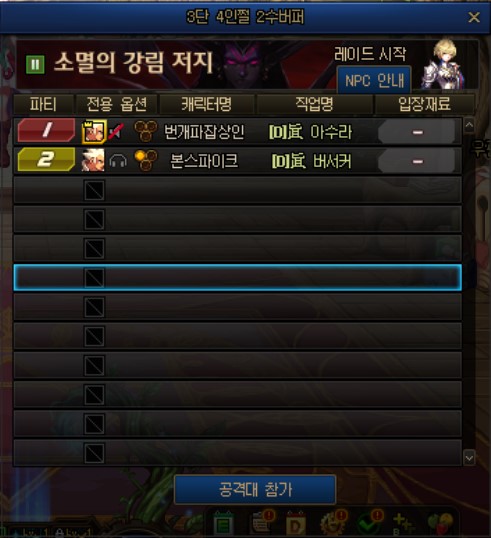 3단 4인쩔 2수버퍼
소멸의 강림 저지
레이드 시작
NPC 안내
파티 전용 옵션 캐릭터명 직업명 입장재료
1 번개파잡상인 [D]眞 아수라 -
2 본스파이크 [D]眞 버서커 -
공격대 참가